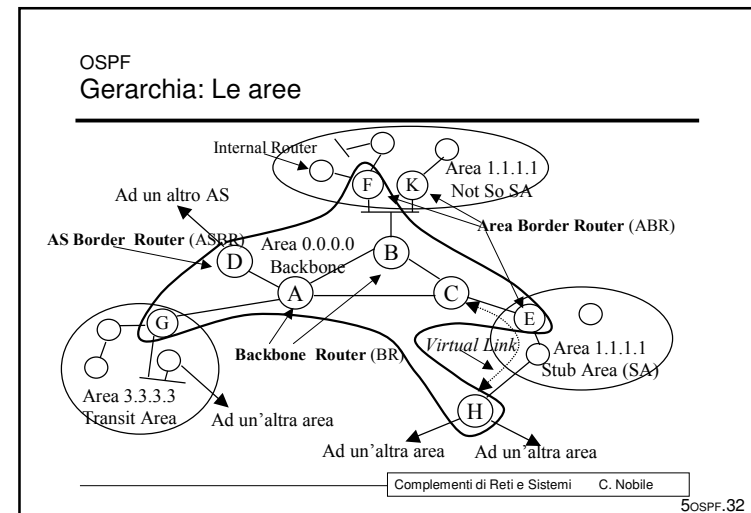 OSPF
Gerarchia: Le aree
Internal Router
Area 1.1.1.1
Not So SA
F
K
Ad un altro AS
Area Border Router (ABR)
AS Border Router (ASBR)
Area 0.0.0.0
Backbone
B
D
A
C
G
E
Backbone Router (BR)
Virtual Link
Area 1.1.1.1
Stub Area (SA)
Area 3.3.3.3
Transit Area
Ad un'altra area
H
Ad un'altra area
Ad un'altra area
Complementi di Reti e Sistemi C. Nobile
5OSPF.32